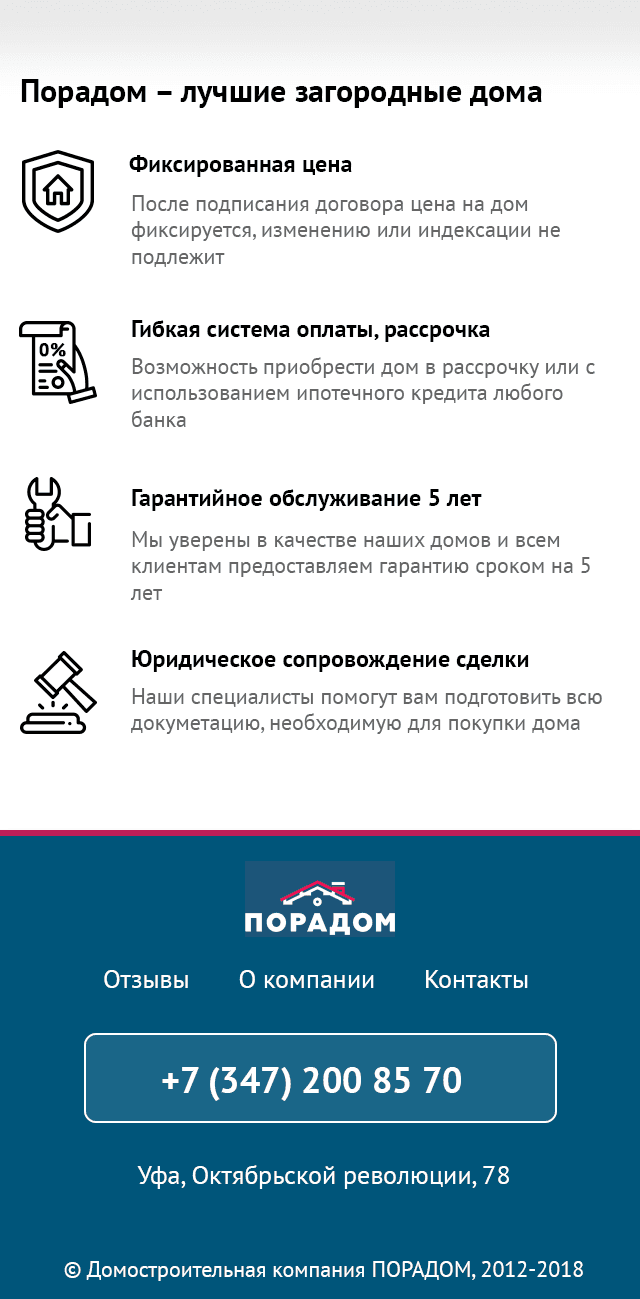 Порадом – лучшие загородные дома
Фиксированная цена
После подписания договора цена на дом
фиксируется, изменению или индексации не
подлежит
0%
Гибкая система оплаты, рассрочка
Возможность приобрести дом в рассрочку или с
использованием ипотечного кредита любого
банка
Гарантийное обслуживание 5 лет
Мы уверены в качестве наших домов и всем
клиентам предоставляем гарантию сроком на 5
лет
Юридическое сопровождение сделки
Наши специалисты помогут вам подготовить всю
докуметацию, необходимую для покупки дома
ПОРАДОМ
Отзывы О компании Контакты
+7 (347) 200 85 70
Уфа, Октябрьской революции, 78
© Домостроительная компания ПОРАДОМ, 2012-2018